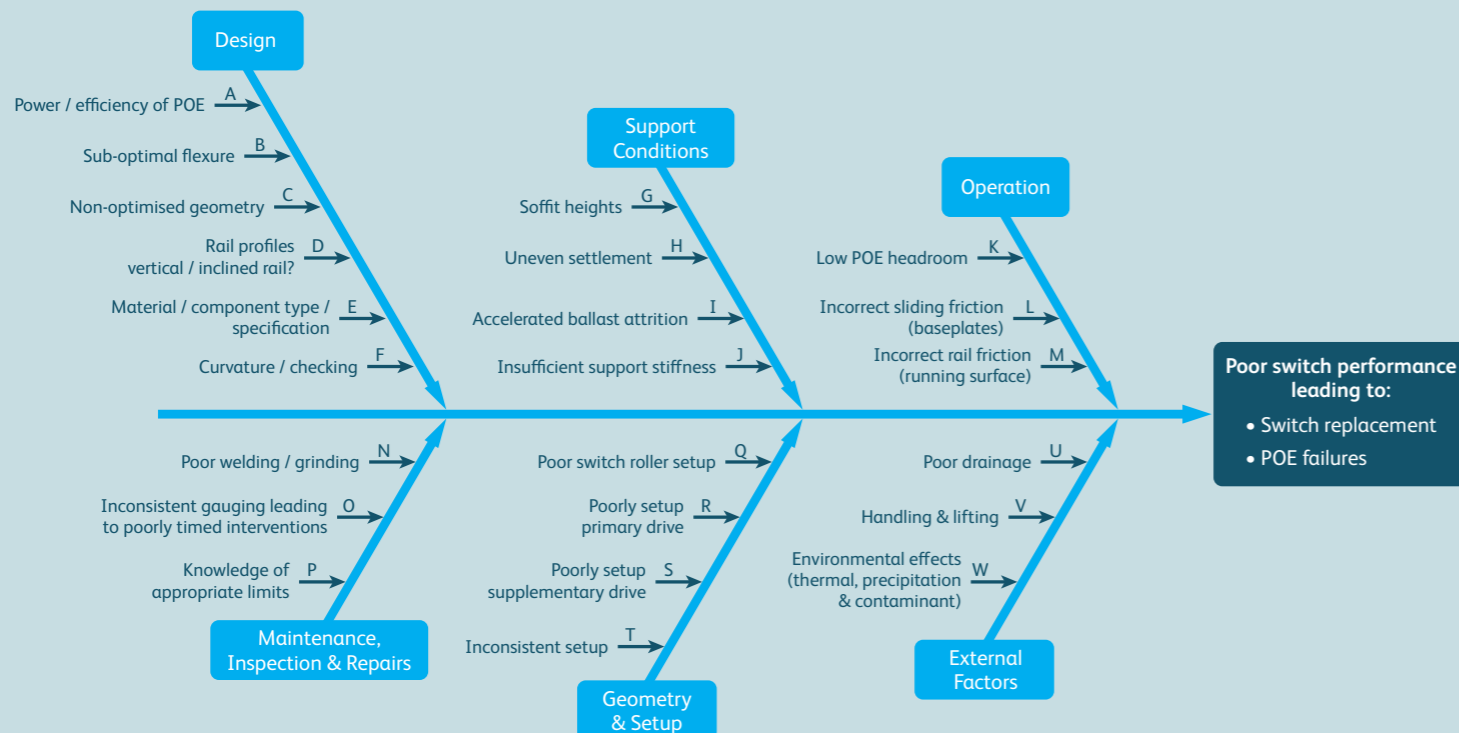 Design
Power / efficiency of POE
A
Sub-optimal flexure
B
Non-optimised geometry
C
Rail profiles
vertical / inclined rail?
D
Material / component type /
specification
E
Curvature / checking
F
Support
Conditions
Soffit heights
G
Uneven settlement
H
Accelerated ballast attrition
I
Insufficient support stiffness
J
Operation
Low POE headroom
K
Incorrect sliding friction
(baseplates)
L
Incorrect rail friction
(running surface)
M
Poor switch performance
leading to:
• Switch replacement
• POE failures
Poor welding / grinding
N
Inconsistent gauging leading
to poorly timed interventions
O
Knowledge of
appropriate limits
P
Maintenance,
Inspection & Repairs
Poor switch roller setup
Q
Poorly setup
primary drive
R
Poorly setup
supplementary drive
S
Inconsistent setup
T
Geometry
& Setup
Poor drainage
U
Handling & lifting
V
Environmental effects
(thermal, precipitation
& contaminant)
W
External
Factors